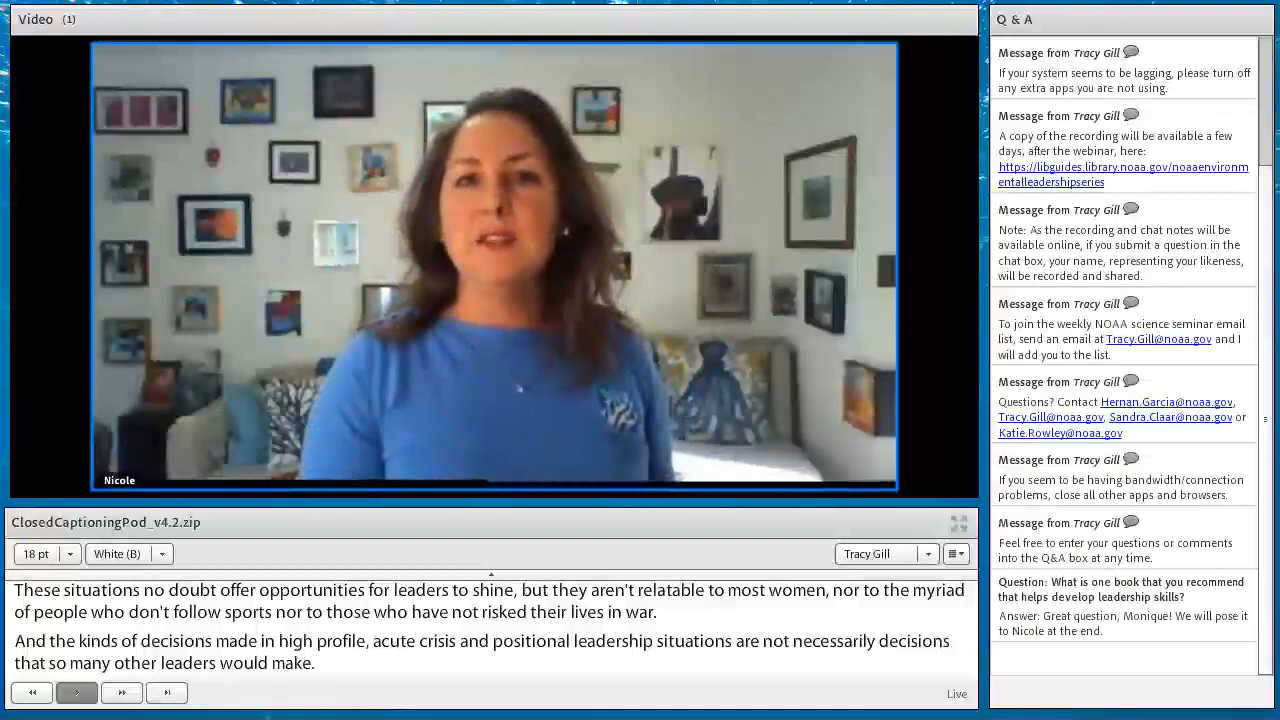 Video (1)
Nicole
ClosedCaptioningPod_v4.2.zip
18 pt
White (B)
Tracy Gill
These situations no doubt offer opportunities for leaders to shine, but they aren't relatable to most women, nor to the myriad
of people who don't follow sports nor to those who have not risked their lives in war.
And the kinds of decisions made in high profile, acute crisis and positional leadership situations are not necessarily decisions
that so many other leaders would make.
Live
Q & A
Message from Tracy Gill
If your system seems to be lagging, please turn off
any extra apps you are not using.
Message from Tracy Gill
A copy of the recording will be available a few
days, after the webinar, here:
https://libguides.library.noaa.gov/noaaenvironm
entalleadershipseries
Message from Tracy Gill
Note: As the recording and chat notes will be
available online, if you submit a question in the
chat box, your name, representing your likeness,
will be recorded and shared.
Message from Tracy Gill
To join the weekly NOAA science seminar email
list, send an email at Tracy.Gill@noaa.gov and I
will add you to the list.
Message from Tracy Gill
Questions? Contact Hernan.Garcia@noaa.gov,
Tracy.Gill@noaa.gov, Sandra.Claar@noaa.gov or
Katie.Rowley@noaa.gov
Message from Tracy Gill
If you seem to be having bandwidth/connection
problems, close all other apps and browsers.
Message from Tracy Gill
Feel free to enter your questions or comments
into the Q&A box at any time.
Question: What is one book that you recommend
that helps develop leadership skills?
Answer: Great question, Monique! We will pose it
to Nicole at the end.